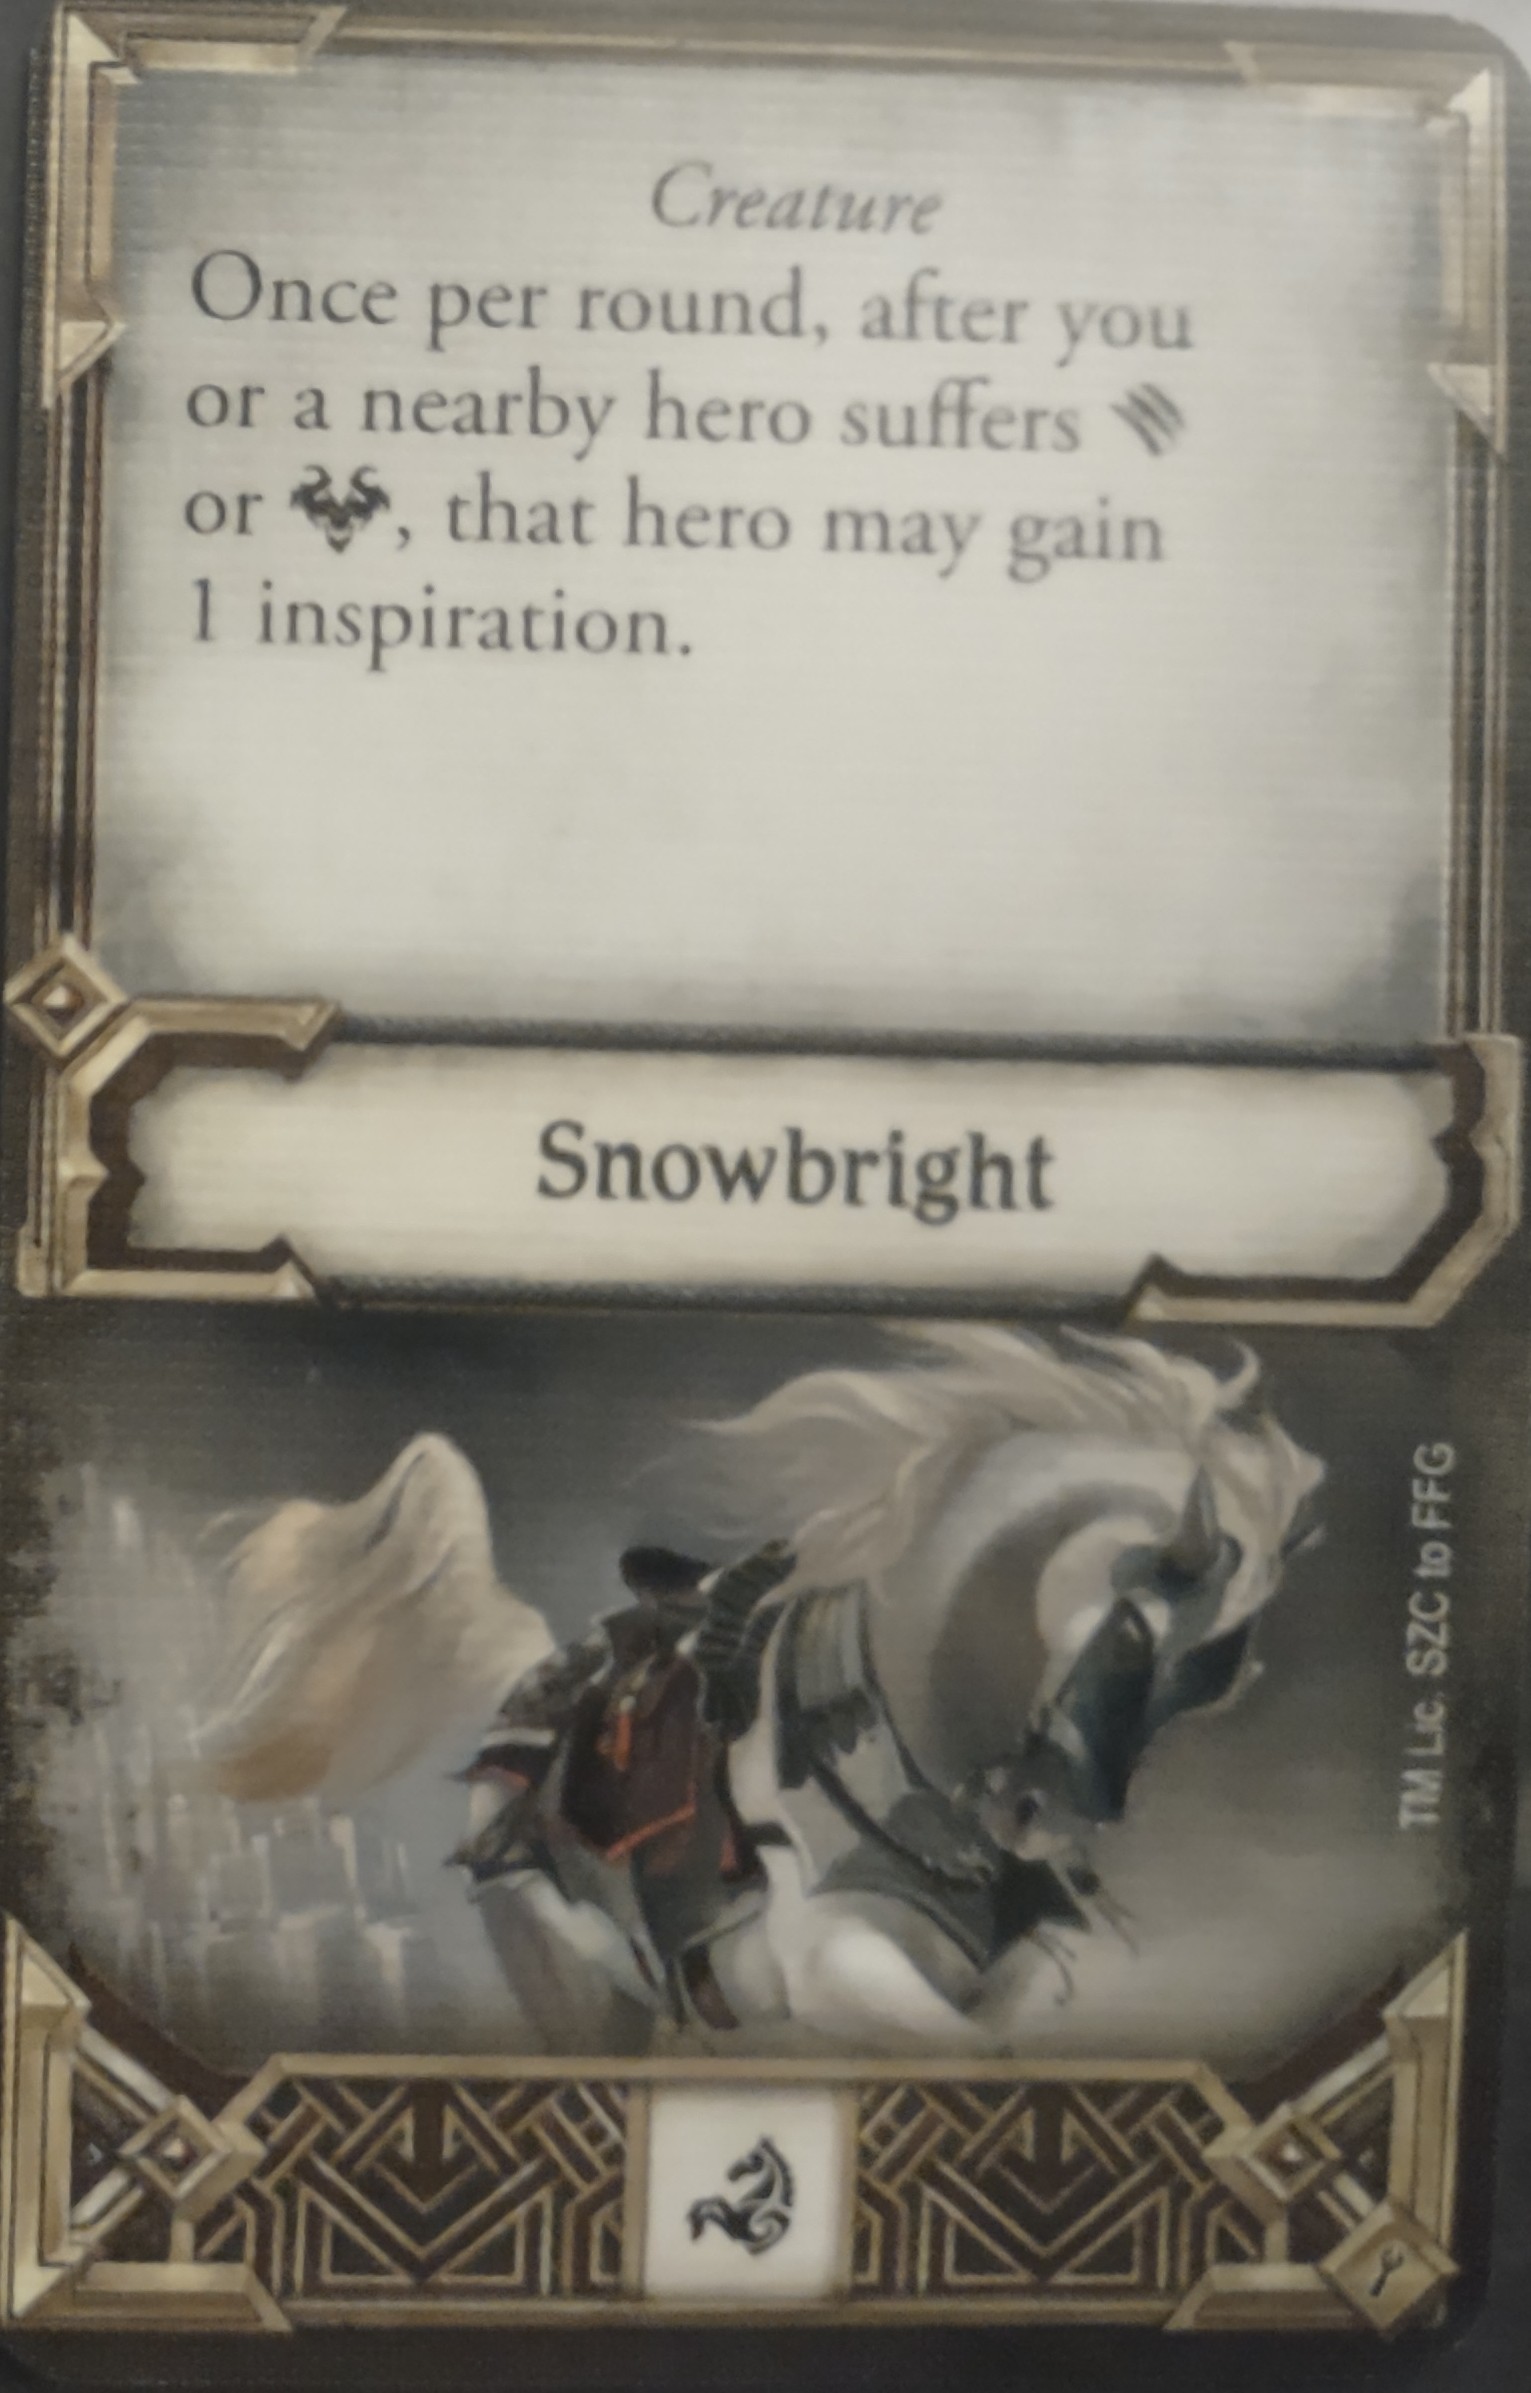 Creature
Once per round, after you
or a nearby hero suffers
or , that hero may gain
1 inspiration.
Snowbright
TM Lic. SZC to FFG